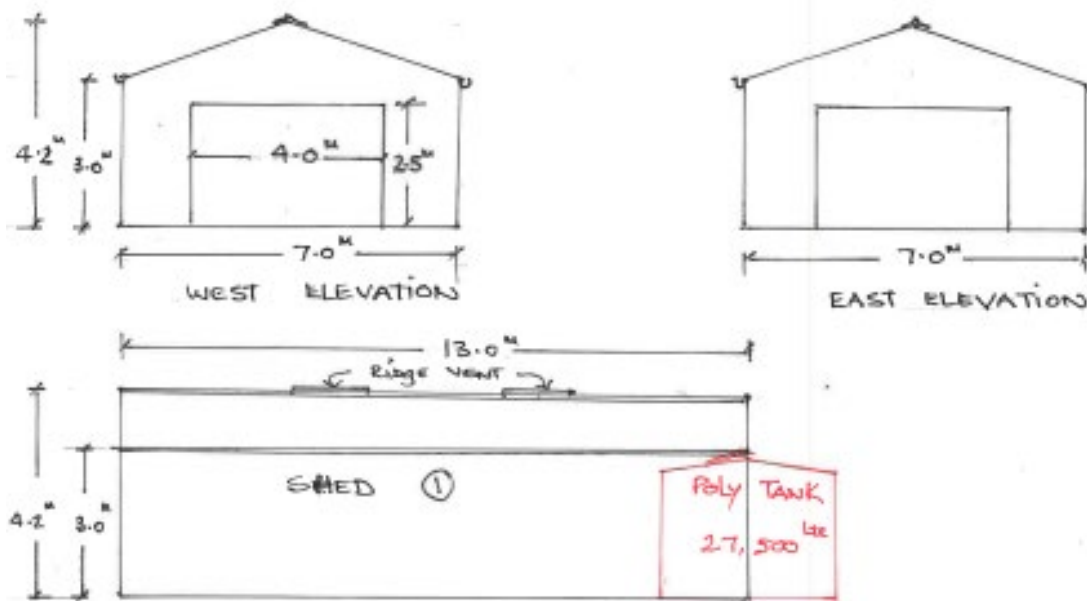 4.2ᴹ
3.0ᴹ
4.0ᴹ
2.5ᴹ
7.0ᴹ
WEST ELEVATION
7.0ᴹ
EAST ELEVATION
13.0ᴹ
Ridge VENT
4.2ᴹ
3.0ᴹ
SHED ①
POLY TANK
27,500 Ltr